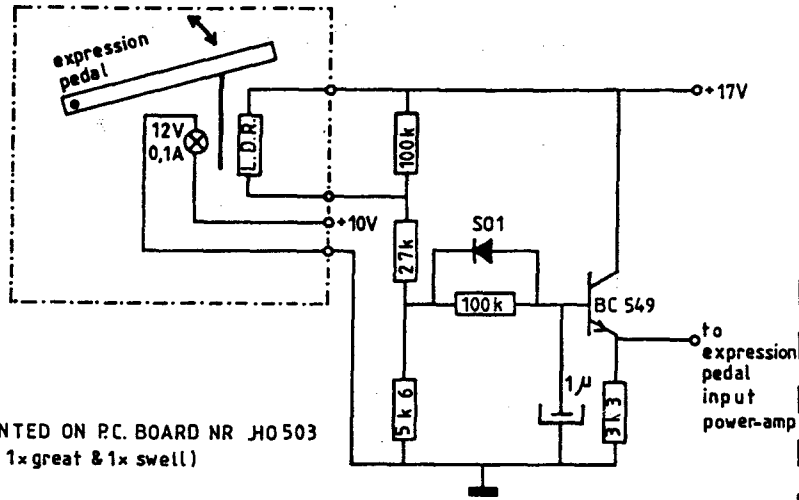 expression
pedal
12V
0,1A
L.D.R.
100k
+17V
+10V
27k
S01
100k
BC 549
5k6
1µ
3k3
to
expression
pedal
input
power-amp
NTED ON P.C. BOARD NR JHO503
1x great & 1x swell)